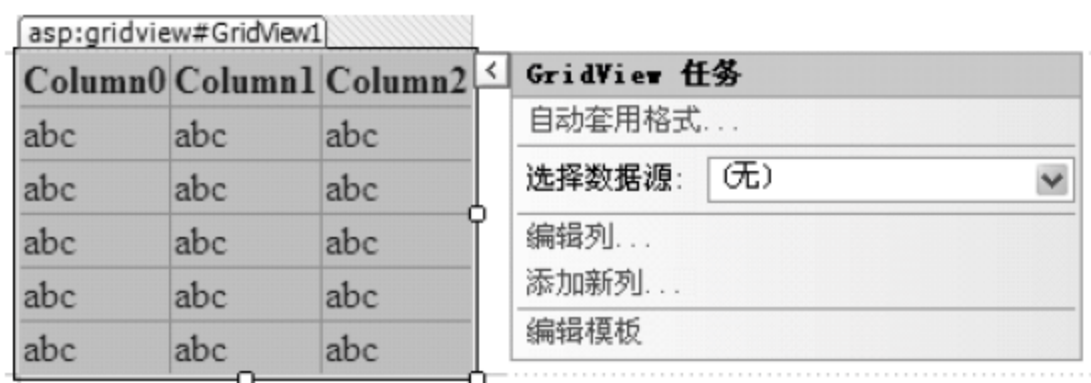 asp:gridview#GridView1
Column0 Column1 Column2
abc abc abc
abc abc abc
abc abc abc
abc abc abc
abc abc abc
GridView 任务
自动套用格式...
选择数据源: (无)
编辑列...
添加新列...
编辑模板